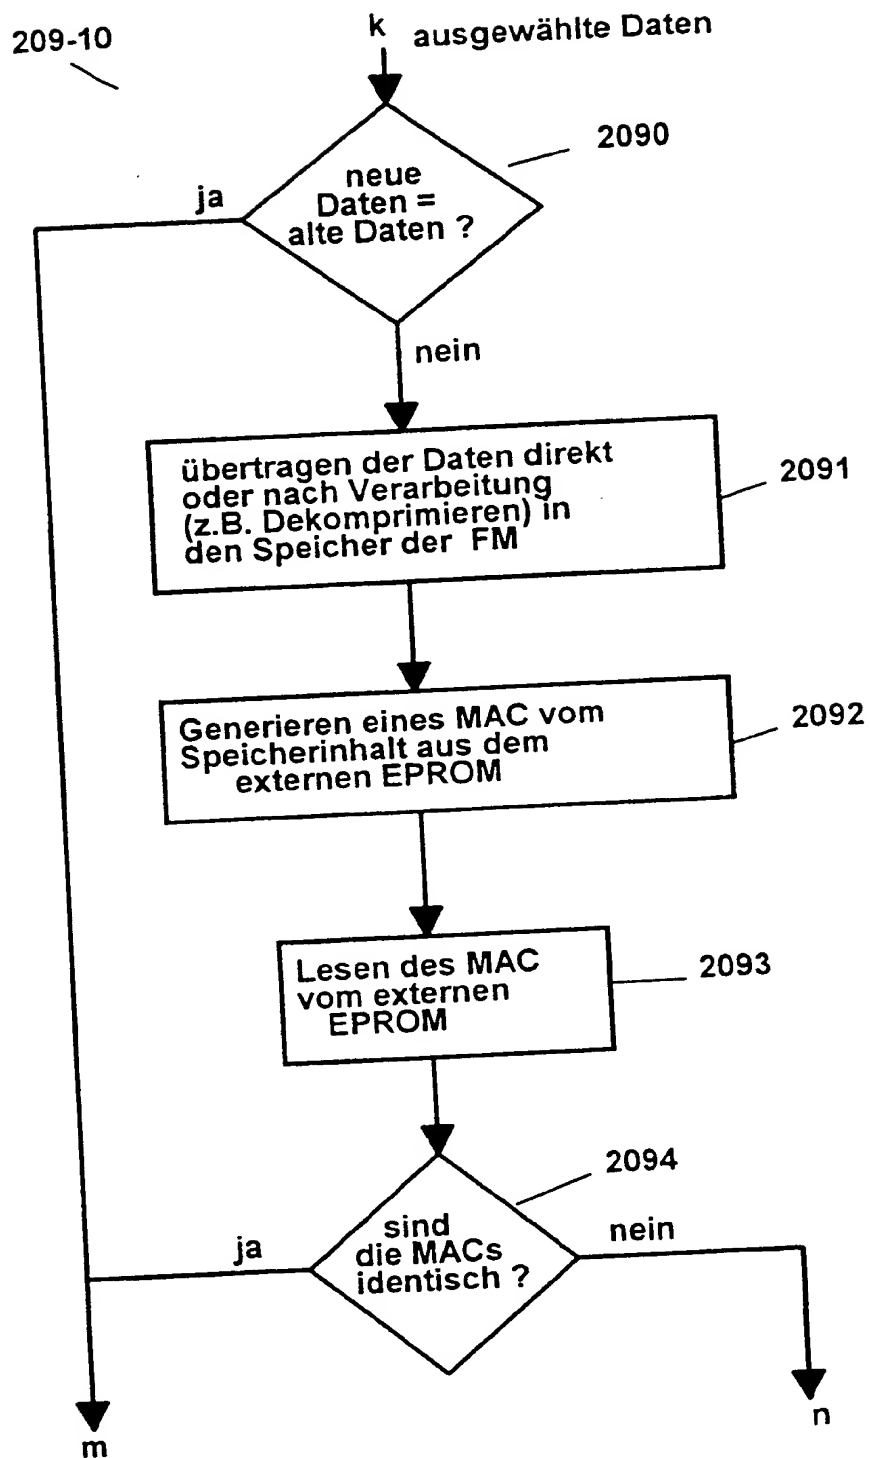 209-10
k
ausgewählte Daten
2090
neue
Daten =
alte Daten ?
ja
nein
übertragen der Daten direkt
oder nach Verarbeitung
(z.B. Dekomprimieren) in
den Speicher der FM
2091
Generieren eines MAC vom
Speicherinhalt aus dem
externen EPROM
2092
Lesen des MAC
vom externen
EPROM
2093
2094
sind
die MACs
identisch ?
ja
nein
m
n